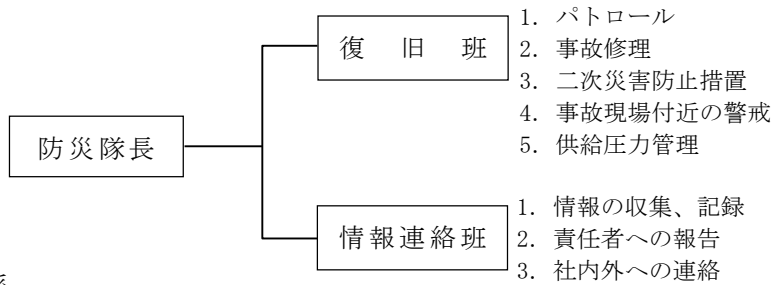 防災隊長
復旧班
1. パトロール
2. 事故修理
3. 二次災害防止措置
4. 事故現場付近の警戒
5. 供給圧力管理
情報連絡班
1. 情報の収集、記録
2. 責任者への報告
3. 社内外への連絡